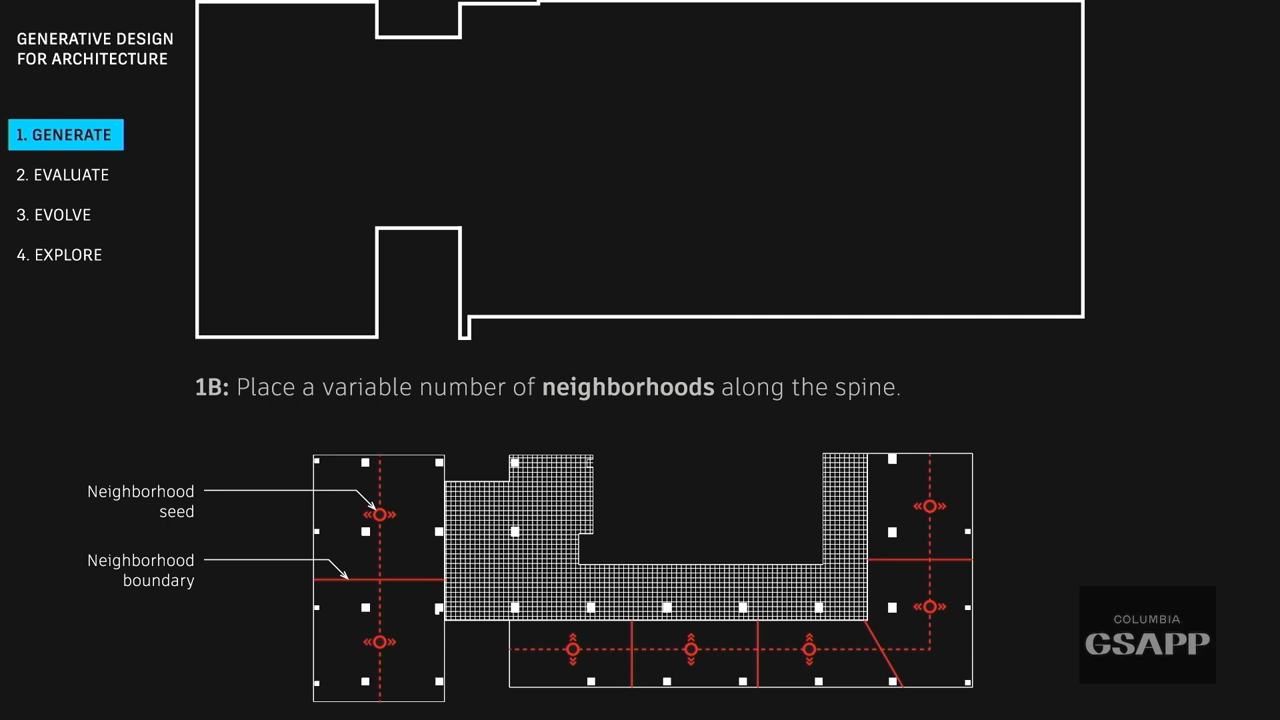 GENERATIVE DESIGN
FOR ARCHITECTURE
1. GENERATE
2. EVALUATE
3. EVOLVE
4. EXPLORE
1B: Place a variable number of neighborhoods along the spine.
Neighborhood
seed
Neighborhood
boundary
COLUMBIA
GSAPP